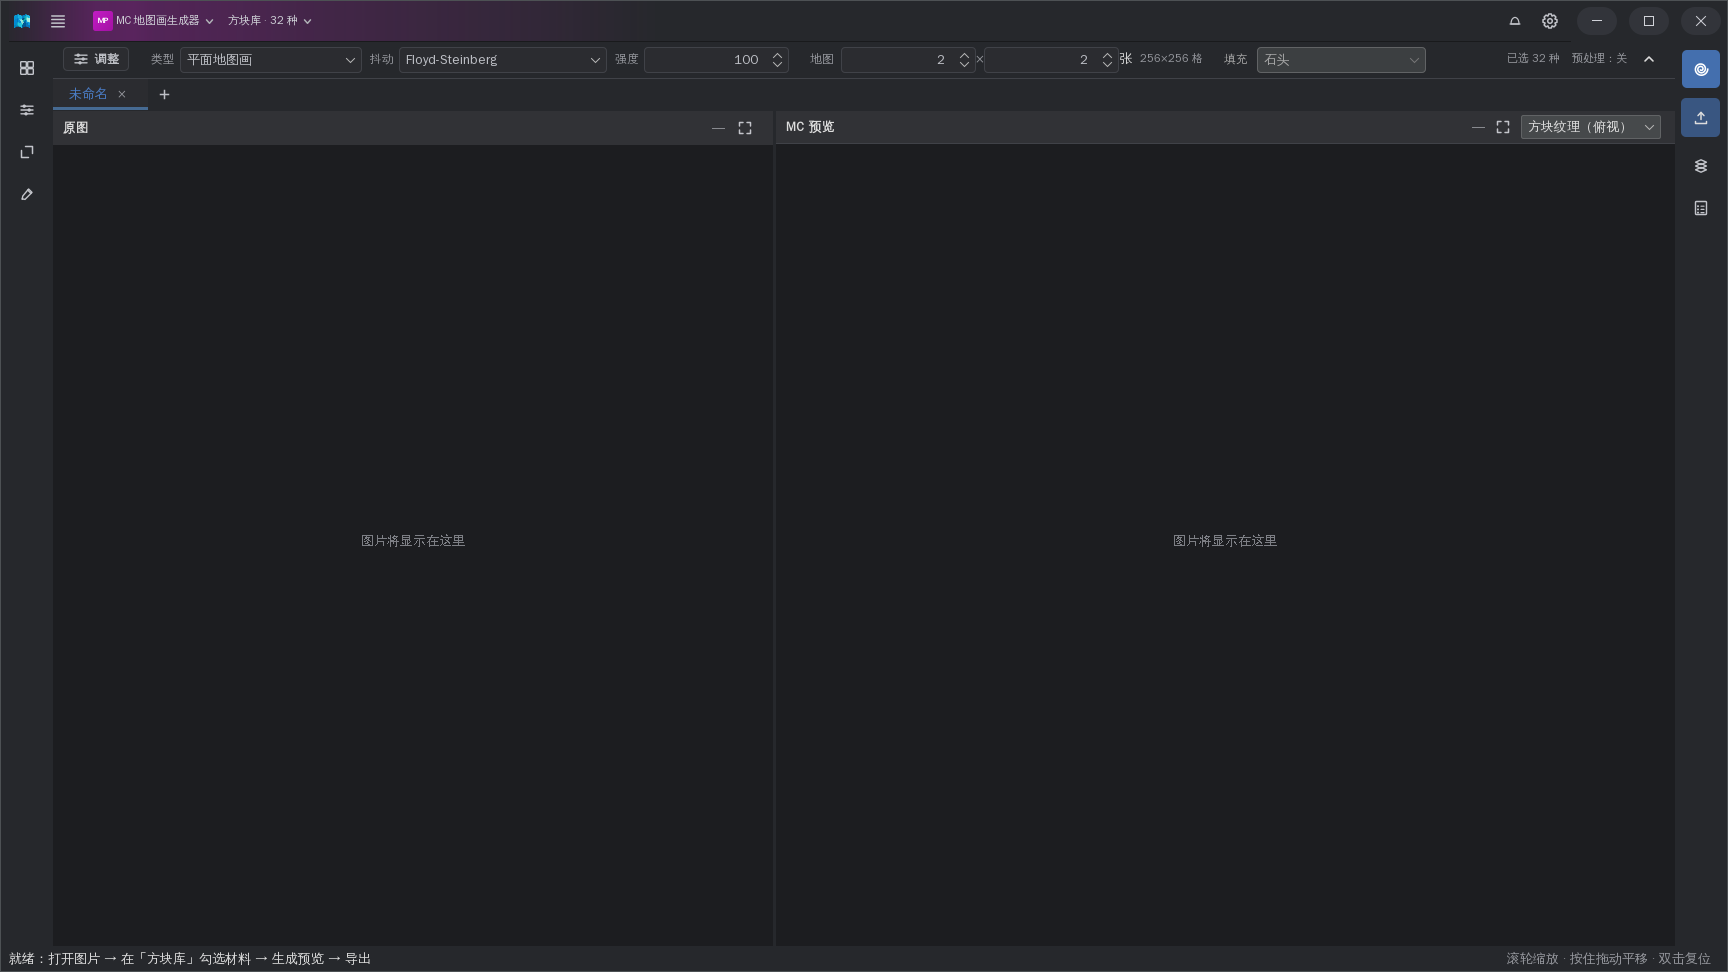 MP MC 地图画生成器 方块库 · 32 种
调整 类型 平面地图画 抖动 Floyd-Steinberg 强度 100 地图 2 × 2 张 256×256 格 填充 石头 已选 32 种 预处理：关
未命名 × +
原图
MC 预览 方块纹理（俯视）
图片将显示在这里
图片将显示在这里
就绪：打开图片 → 在「方块库」勾选材料 → 生成预览 → 导出
滚轮缩放 · 按住拖动平移 · 双击复位